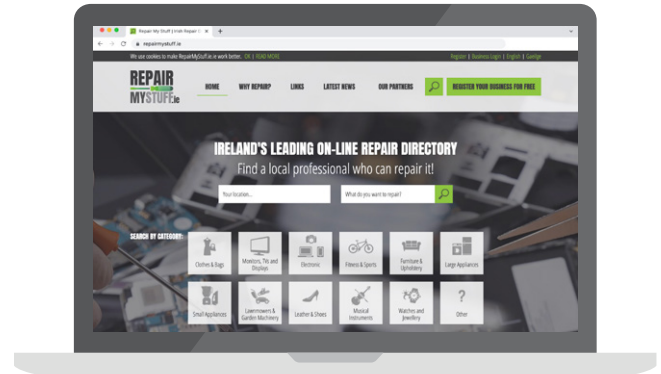 Repair My Stuff | Irish Repair
repairmystuff.ie
We use cookies to make RepairMyStuff.ie work better. OK | READ MORE
Register | Business Login | English | Gaeilge
REPAIR
MYSTUFF.ie
HOME WHY REPAIR? LINKS LATEST NEWS OUR PARTNERS REGISTER YOUR BUSINESS FOR FREE
IRELAND'S LEADING ON-LINE REPAIR DIRECTORY
Find a local professional who can repair it!
Your location... What do you want to repair?
SEARCH BY CATEGORY:
Clothes & Bags
Monitors, TVs and
Displays
Electronic
Fitness & Sports
Furniture &
Upholstery
Large Appliances
Small Appliances
Lawnmowers &
Garden Machinery
Leather & Shoes
Musical
Instruments
Watches and
Jewellery
?
Other